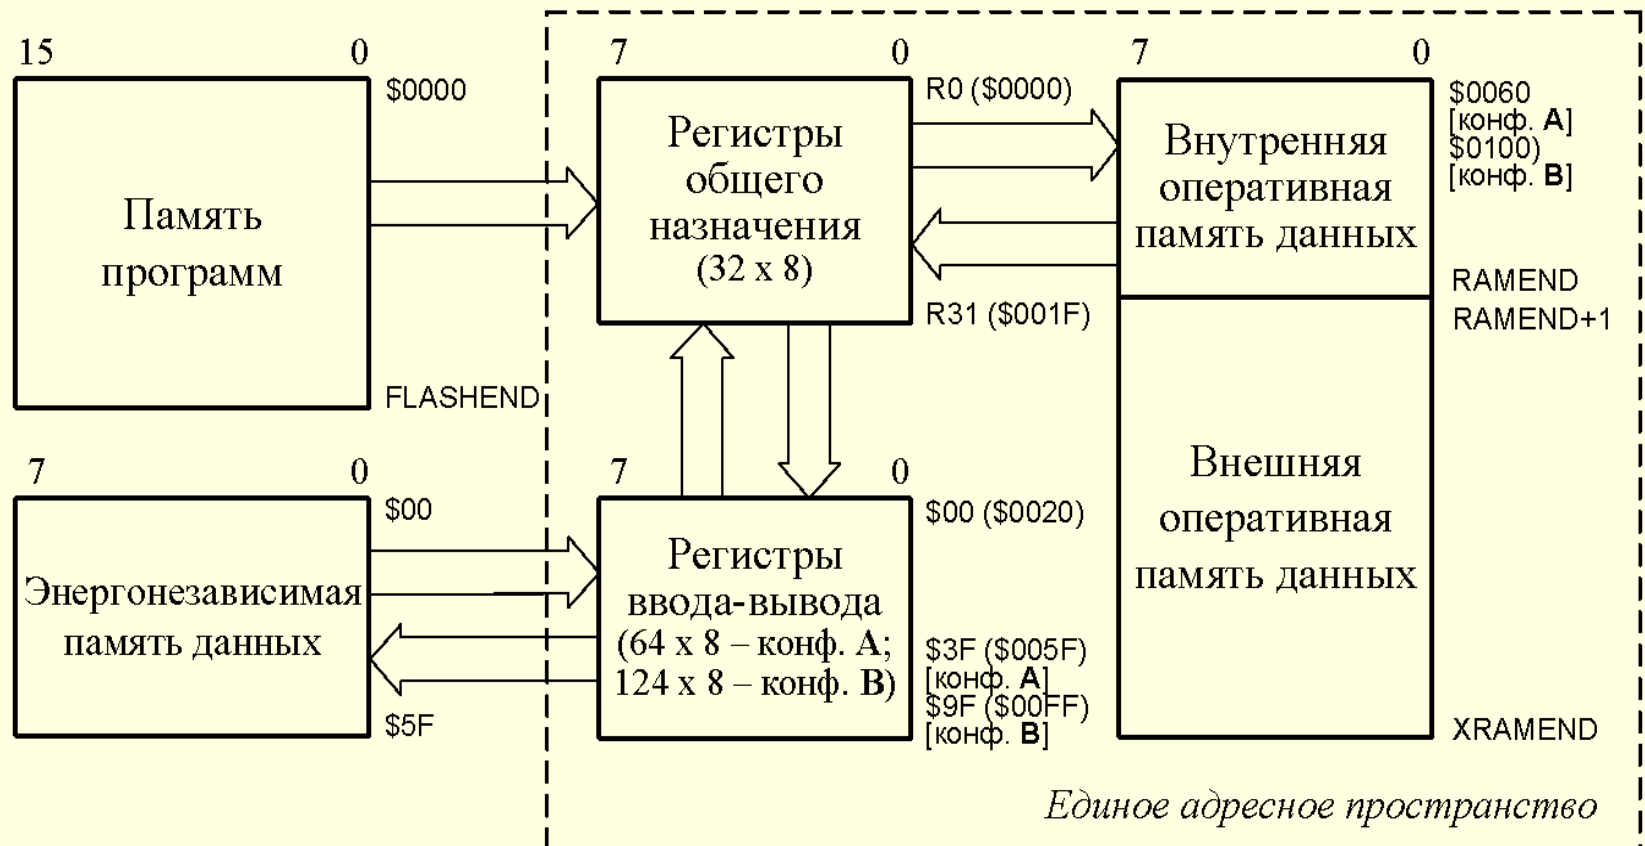 15 0
$0000
Память
программ
FLASHEND
7 0
R0 ($0000)
Регистры
общего
назначения
(32 x 8)
R31 ($001F)
7 0
$0060
[конф. A]
$0100)
[конф. B]
Внутренняя
оперативная
память данных
RAMEND
RAMEND+1
Внешняя
оперативная
память данных
XRAMEND
7 0
$00
Энергонезависимая
память данных
$5F
7 0
$00 ($0020)
Регистры
ввода-вывода
(64 x 8 – конф. A;
124 x 8 – конф. B)
$3F ($005F)
[конф. A]
$9F ($00FF)
[конф. B]
Единое адресное пространство